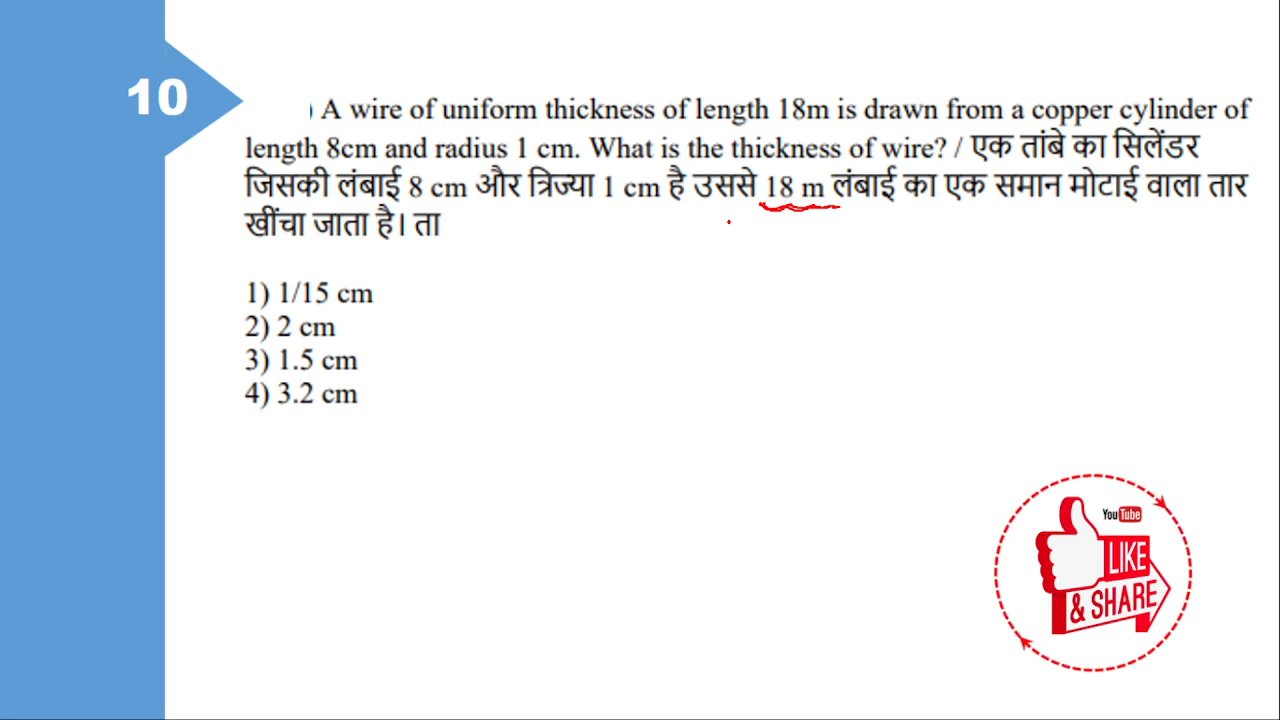 10
) A wire of uniform thickness of length 18m is drawn from a copper cylinder of
length 8cm and radius 1 cm. What is the thickness of wire? / एक तांबे का सिलेंडर
जिसकी लंबाई 8 cm और त्रिज्या 1 cm है उससे 18 m लंबाई का एक समान मोटाई वाला तार
खींचा जाता है। ता
1) 1/15 cm
2) 2 cm
3) 1.5 cm
4) 3.2 cm
YouTube
LIKE
& SHARE